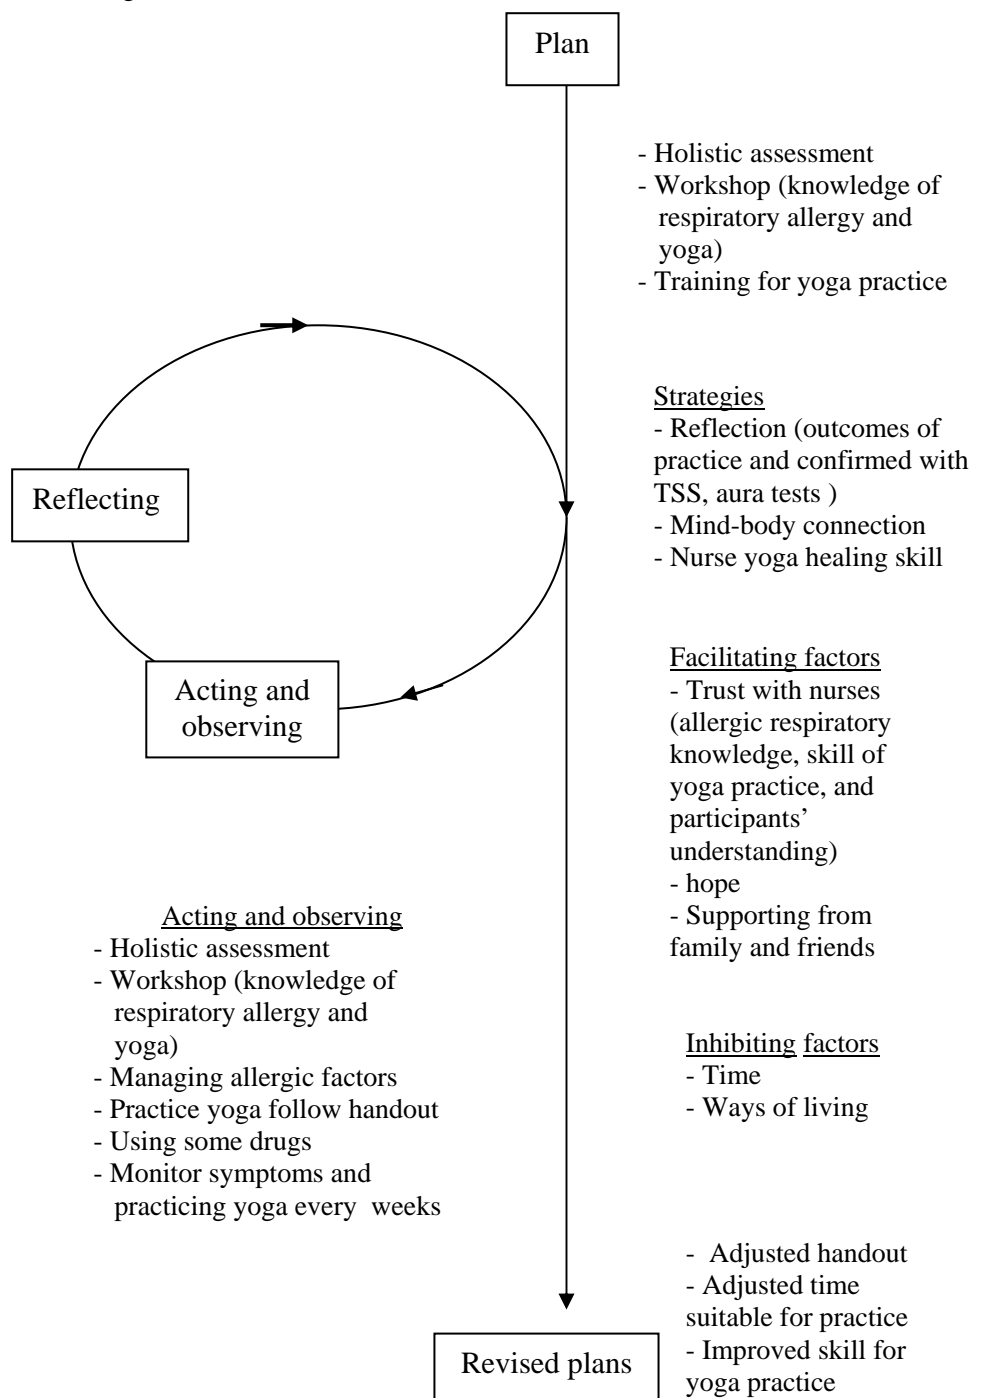 Plan
- Holistic assessment
- Workshop (knowledge of
respiratory allergy and
yoga)
- Training for yoga practice
Strategies
- Reflection (outcomes of
practice and confirmed with
TSS, aura tests )
- Mind-body connection
- Nurse yoga healing skill
Reflecting
Acting and
observing
Facilitating factors
- Trust with nurses
(allergic respiratory
knowledge, skill of
yoga practice, and
participants’
understanding)
- hope
- Supporting from
family and friends
Acting and observing
- Holistic assessment
- Workshop (knowledge of
respiratory allergy and
yoga)
- Managing allergic factors
- Practice yoga follow handout
- Using some drugs
- Monitor symptoms and
practicing yoga every  weeks
Inhibiting factors
- Time
- Ways of living
-  Adjusted handout
- Adjusted time
suitable for practice
- Improved skill for
yoga practice
Revised plans